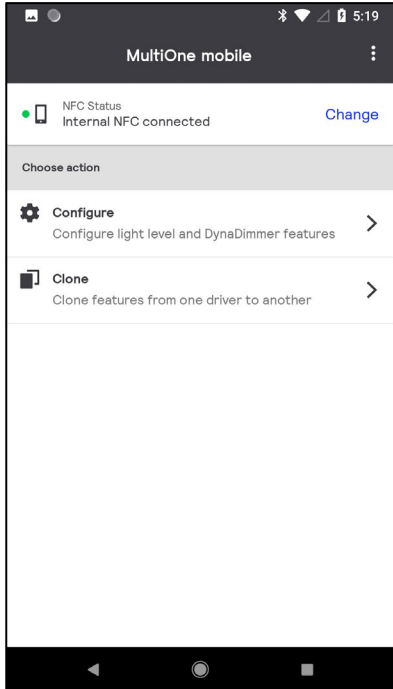 5:19
MultiOne mobile
NFC Status
Internal NFC connected
Change
Choose action
Configure
Configure light level and DynaDimmer features
Clone
Clone features from one driver to another